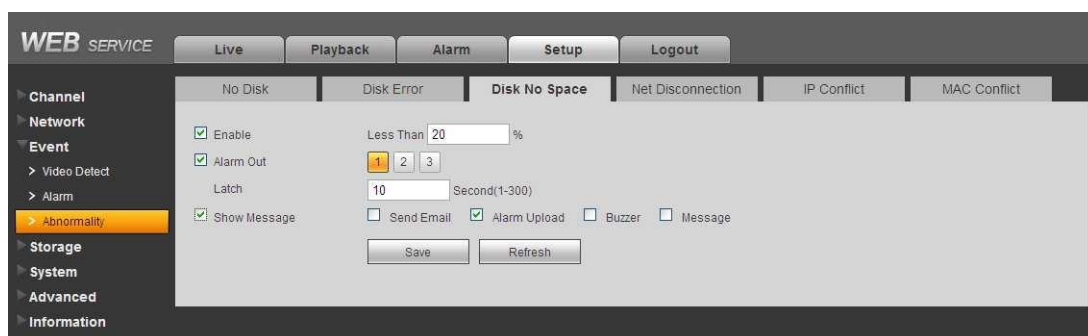 WEB SERVICE
Live Playback Alarm Setup Logout
No Disk Disk Error Disk No Space Net Disconnection IP Conflict MAC Conflict
Channel
Network
Event
> Video Detect
> Alarm
> Abnormality
Storage
System
Advanced
Information
Enable Less Than 20 %
Alarm Out 1 2 3
Latch 10 Second(1-300)
Show Message Send Email Alarm Upload Buzzer Message
Save Refresh